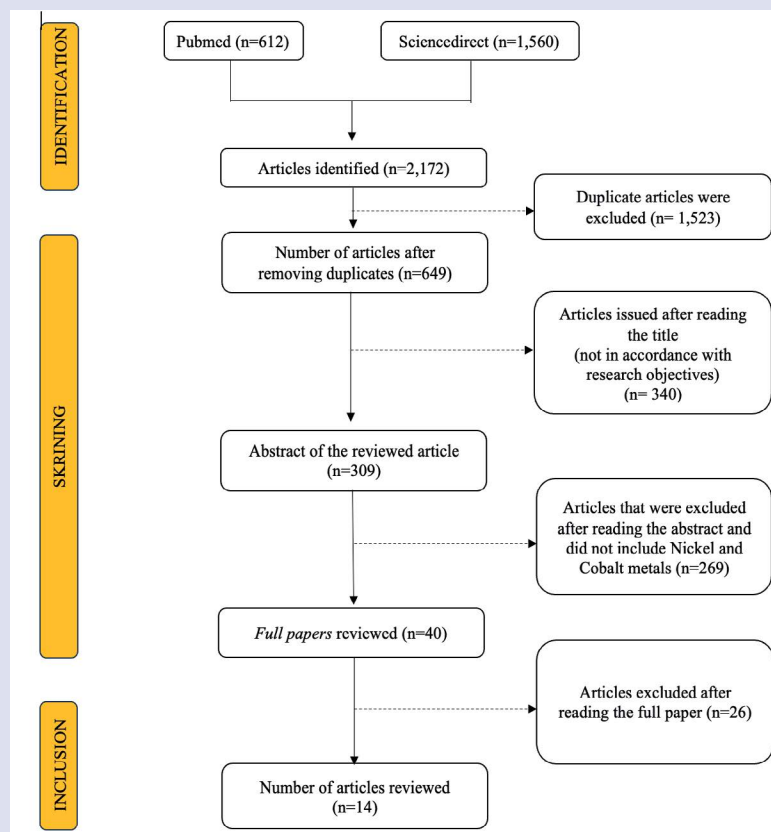 IDENTIFICATION
Pubmed (n=612)
Sciencedirect (n=1,560)
Articles identified (n=2,172)
Duplicate articles were
excluded (n= 1,523)
SKRINING
Number of articles after
removing duplicates (n=649)
Articles issued after reading
the title
(not in accordance with
research objectives)
(n= 340)
Abstract of the reviewed article
(n=309)
Articles that were excluded
after reading the abstract and
did not include Nickel and
Cobalt metals (n=269)
Full papers reviewed (n=40)
INCLUSION
Articles excluded after
reading the full paper (n=26)
Number of articles reviewed
(n=14)